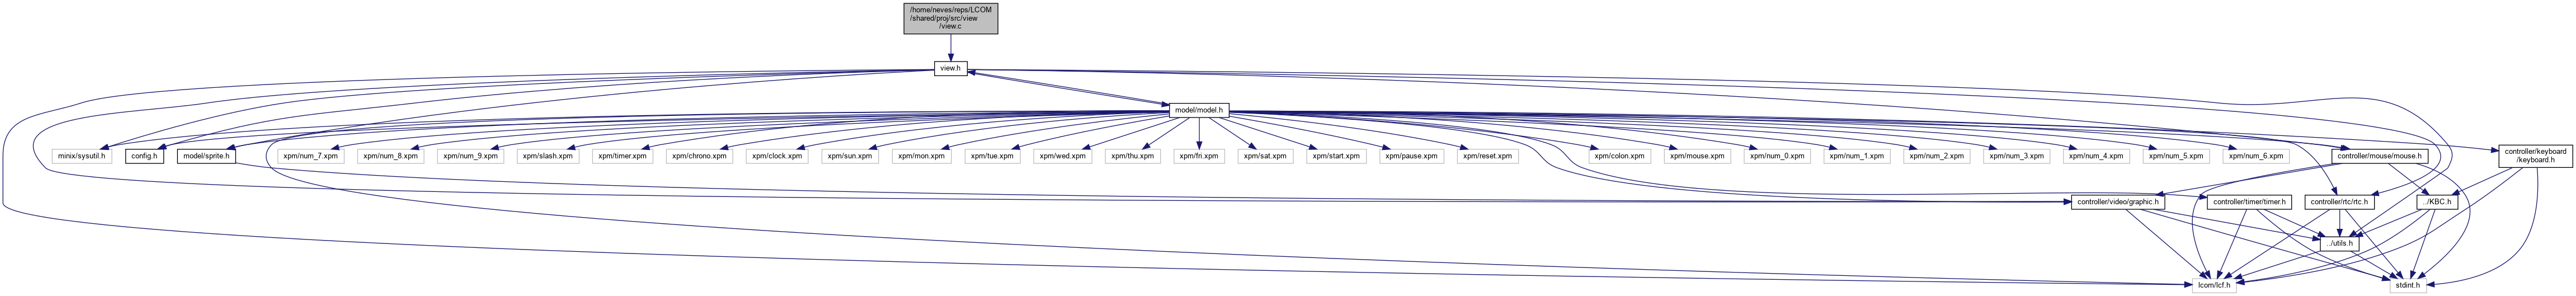 /home/neves/reps/LCOM
/shared/proj/src/view
/view.c
view.h
model/model.h
minix/sysutil.h
config.h
model/sprite.h
xpm/num_7.xpm
xpm/num_8.xpm
xpm/num_9.xpm
xpm/slash.xpm
xpm/timer.xpm
xpm/chrono.xpm
xpm/clock.xpm
xpm/sun.xpm
xpm/mon.xpm
xpm/tue.xpm
xpm/wed.xpm
xpm/thu.xpm
xpm/fri.xpm
xpm/sat.xpm
xpm/start.xpm
xpm/pause.xpm
xpm/reset.xpm
xpm/colon.xpm
xpm/mouse.xpm
xpm/num_0.xpm
xpm/num_1.xpm
xpm/num_2.xpm
xpm/num_3.xpm
xpm/num_4.xpm
xpm/num_5.xpm
xpm/num_6.xpm
controller/mouse/mouse.h
controller/keyboard
/keyboard.h
controller/video/graphic.h
controller/timer/timer.h
controller/rtc/rtc.h
../KBC.h
../utils.h
lcom/lcf.h
stdint.h